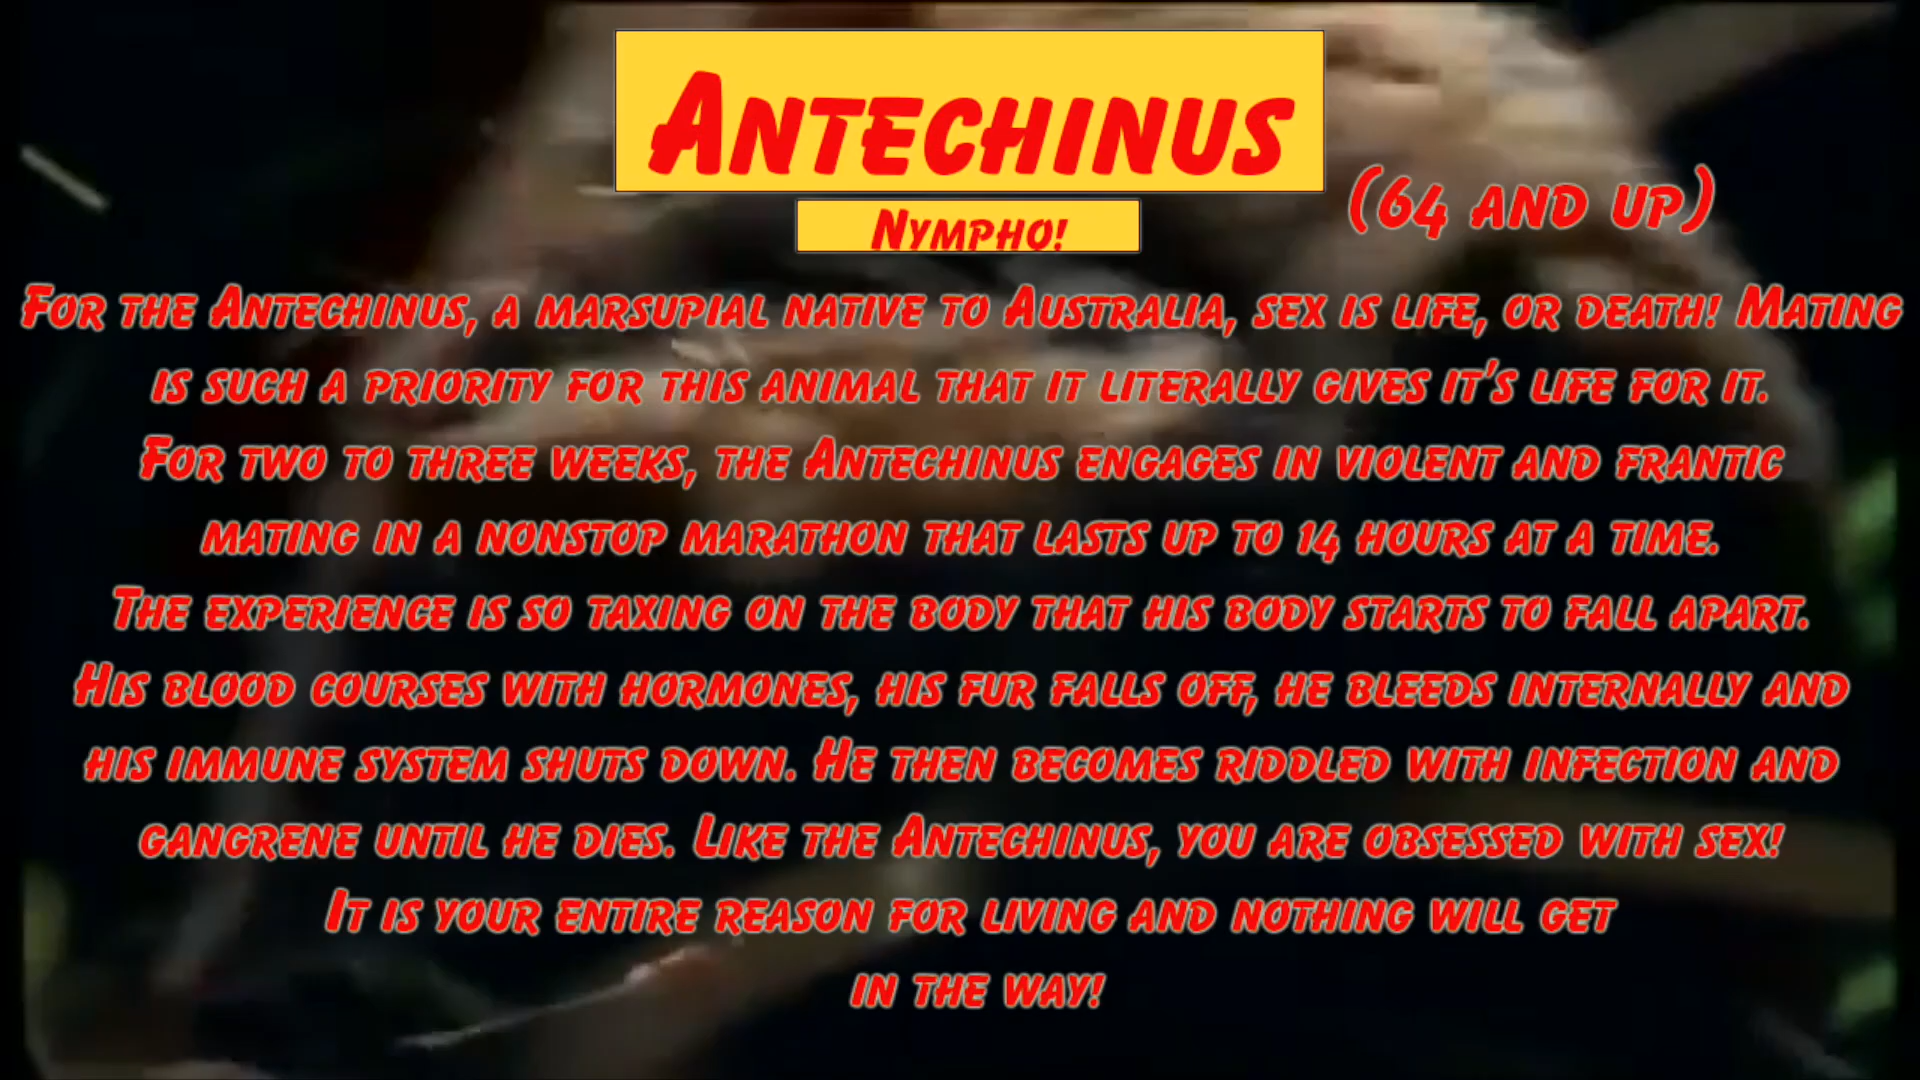 Antechinus
(64 and up)
Nympho!
For the Antechinus, a marsupial native to Australia, sex is life, or death! Mating
is such a priority for this animal that it literally gives it's life for it.
For two to three weeks, the Antechinus engages in violent and frantic
mating in a nonstop marathon that lasts up to 14 hours at a time.
The experience is so taxing on the body that his body starts to fall apart.
His blood courses with hormones, his fur falls off, he bleeds internally and
his immune system shuts down. He then becomes riddled with infection and
gangrene until he dies. Like the Antechinus, you are obsessed with sex!
It is your entire reason for living and nothing will get
in the way!